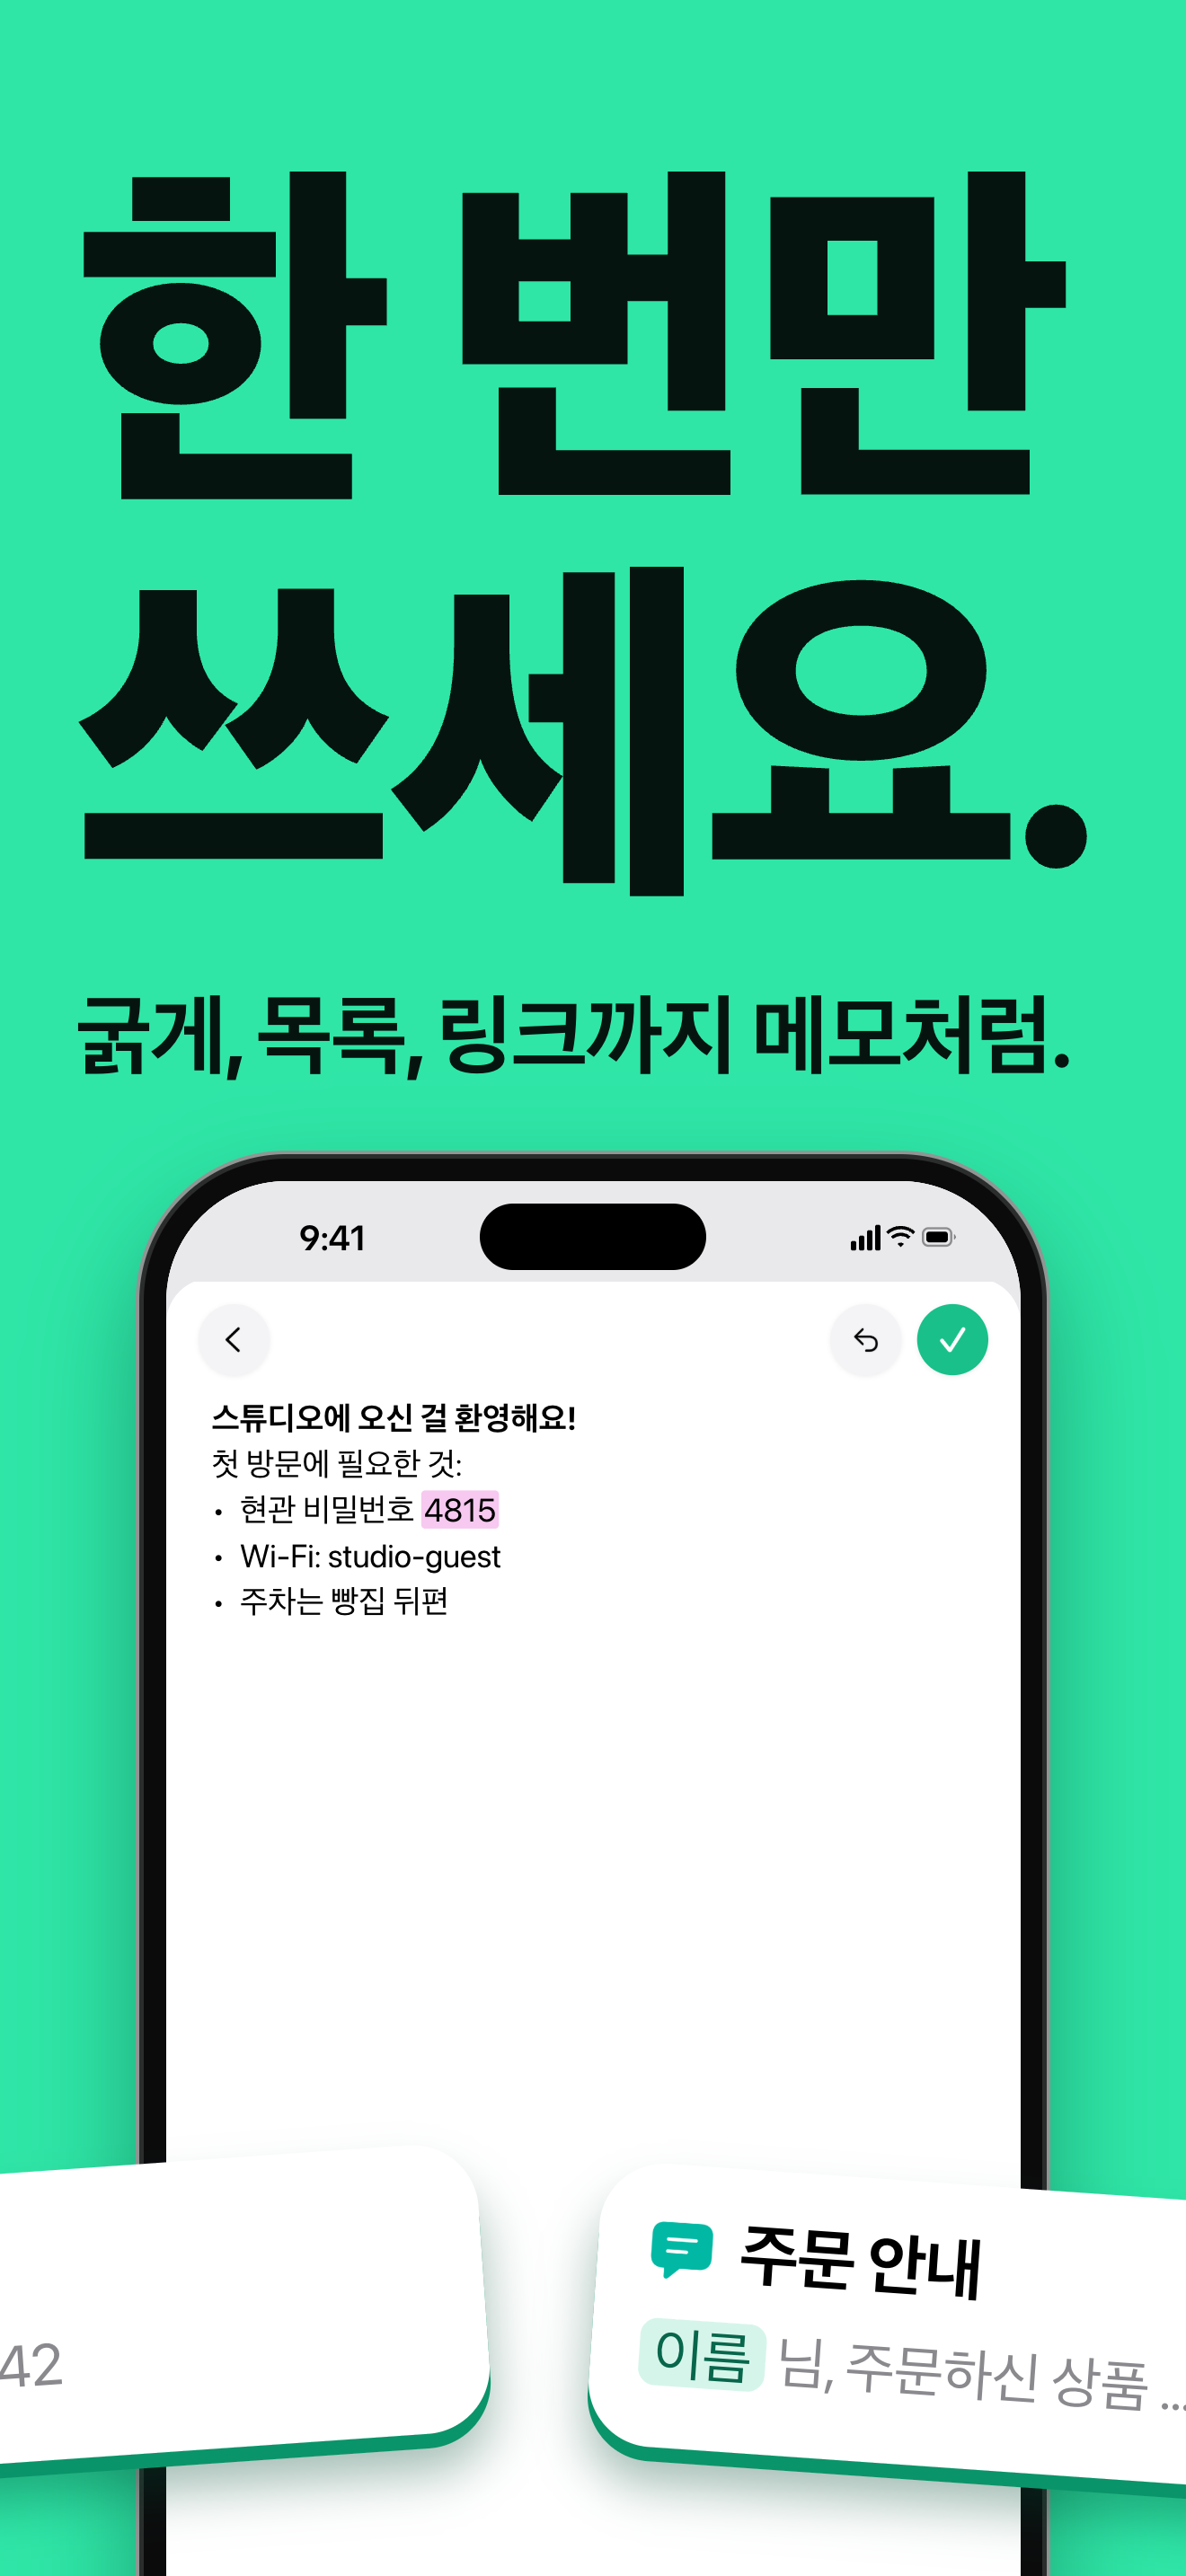 한 번만
쓰세요.
굵게, 목록, 링크까지 메모처럼.
9:41
스튜디오에 오신 걸 환영해요!
첫 방문에 필요한 것:
• 현관 비밀번호 4815
• Wi-Fi: studio-guest
• 주차는 빵집 뒤편
42
주문 안내
이름 님, 주문하신 상품 ...